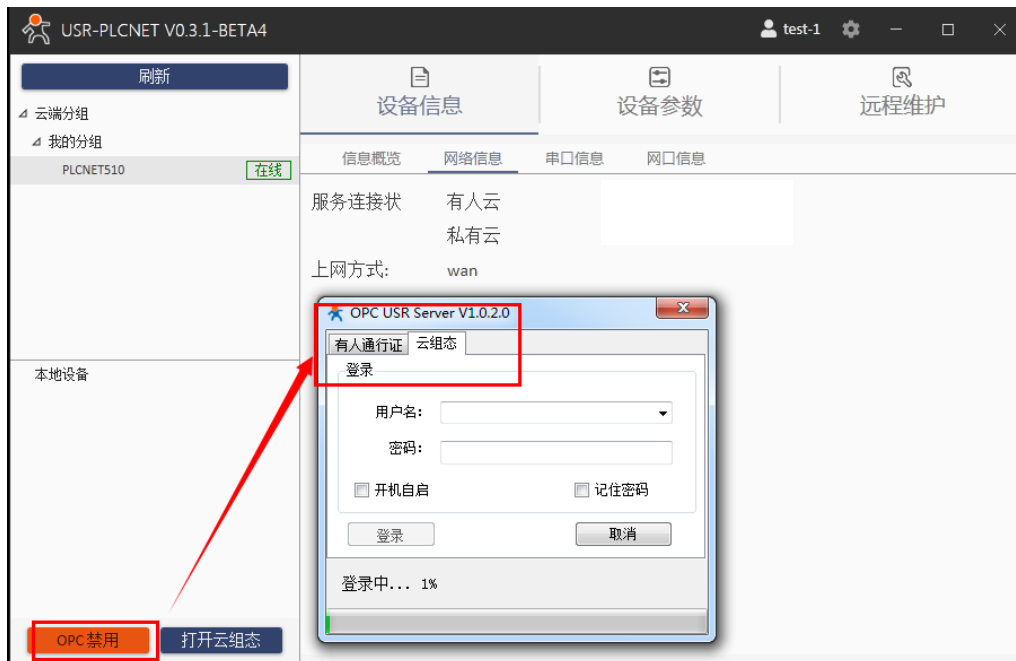 USR-PLCNET V0.3.1-BETA4
test-1
刷新
云端分组
我的分组
PLCNET510
在线
设备信息
设备参数
远程维护
信息概览
网络信息
串口信息
网口信息
服务连接状
有人云
私有云
上网方式:
wan
OPC USR Server V1.0.2.0
有人通行证
云组态
登录
用户名:
密码:
开机自启
记住密码
登录
取消
登录中... 1%
本地设备
OPC禁用
打开云组态